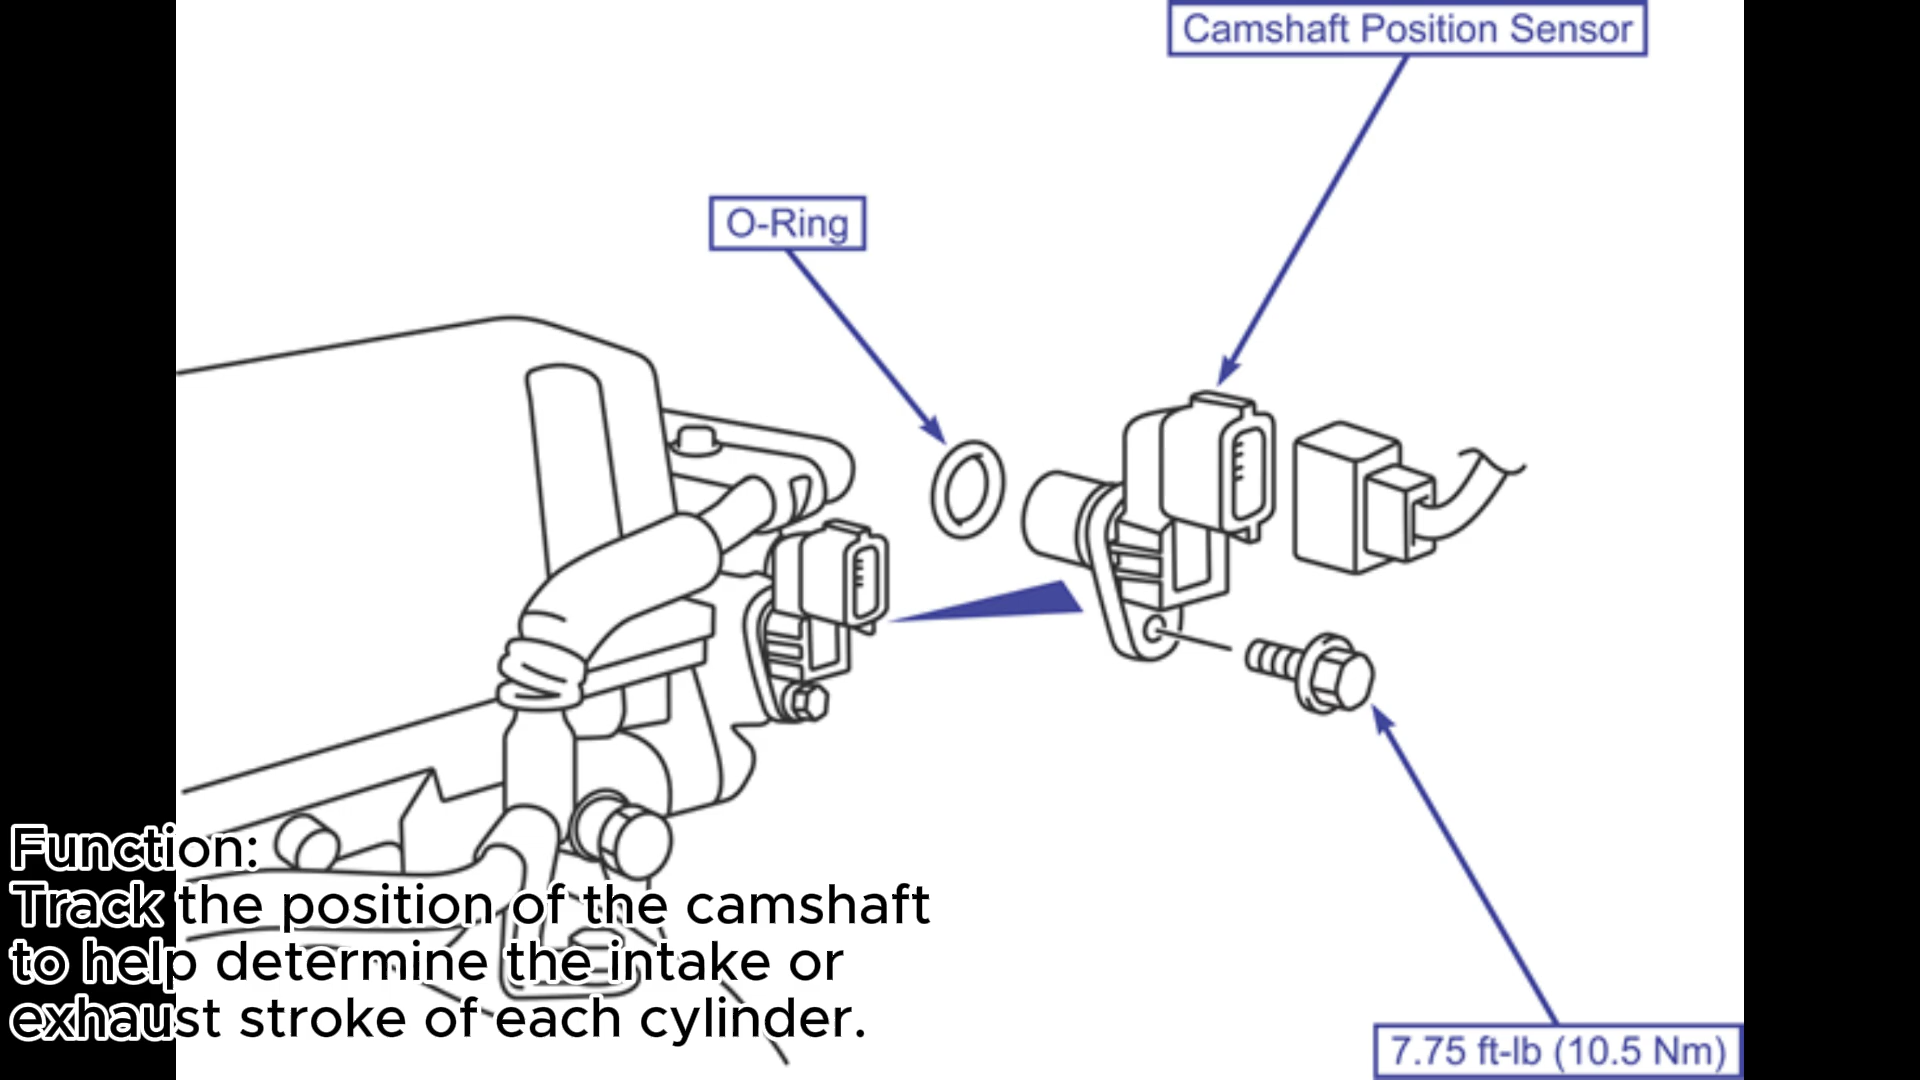 Camshaft Position Sensor
O-Ring
7.75 ft-lb (10.5 Nm)
Function:
Track the position of the camshaft
to help determine the intake or
exhaust stroke of each cylinder.